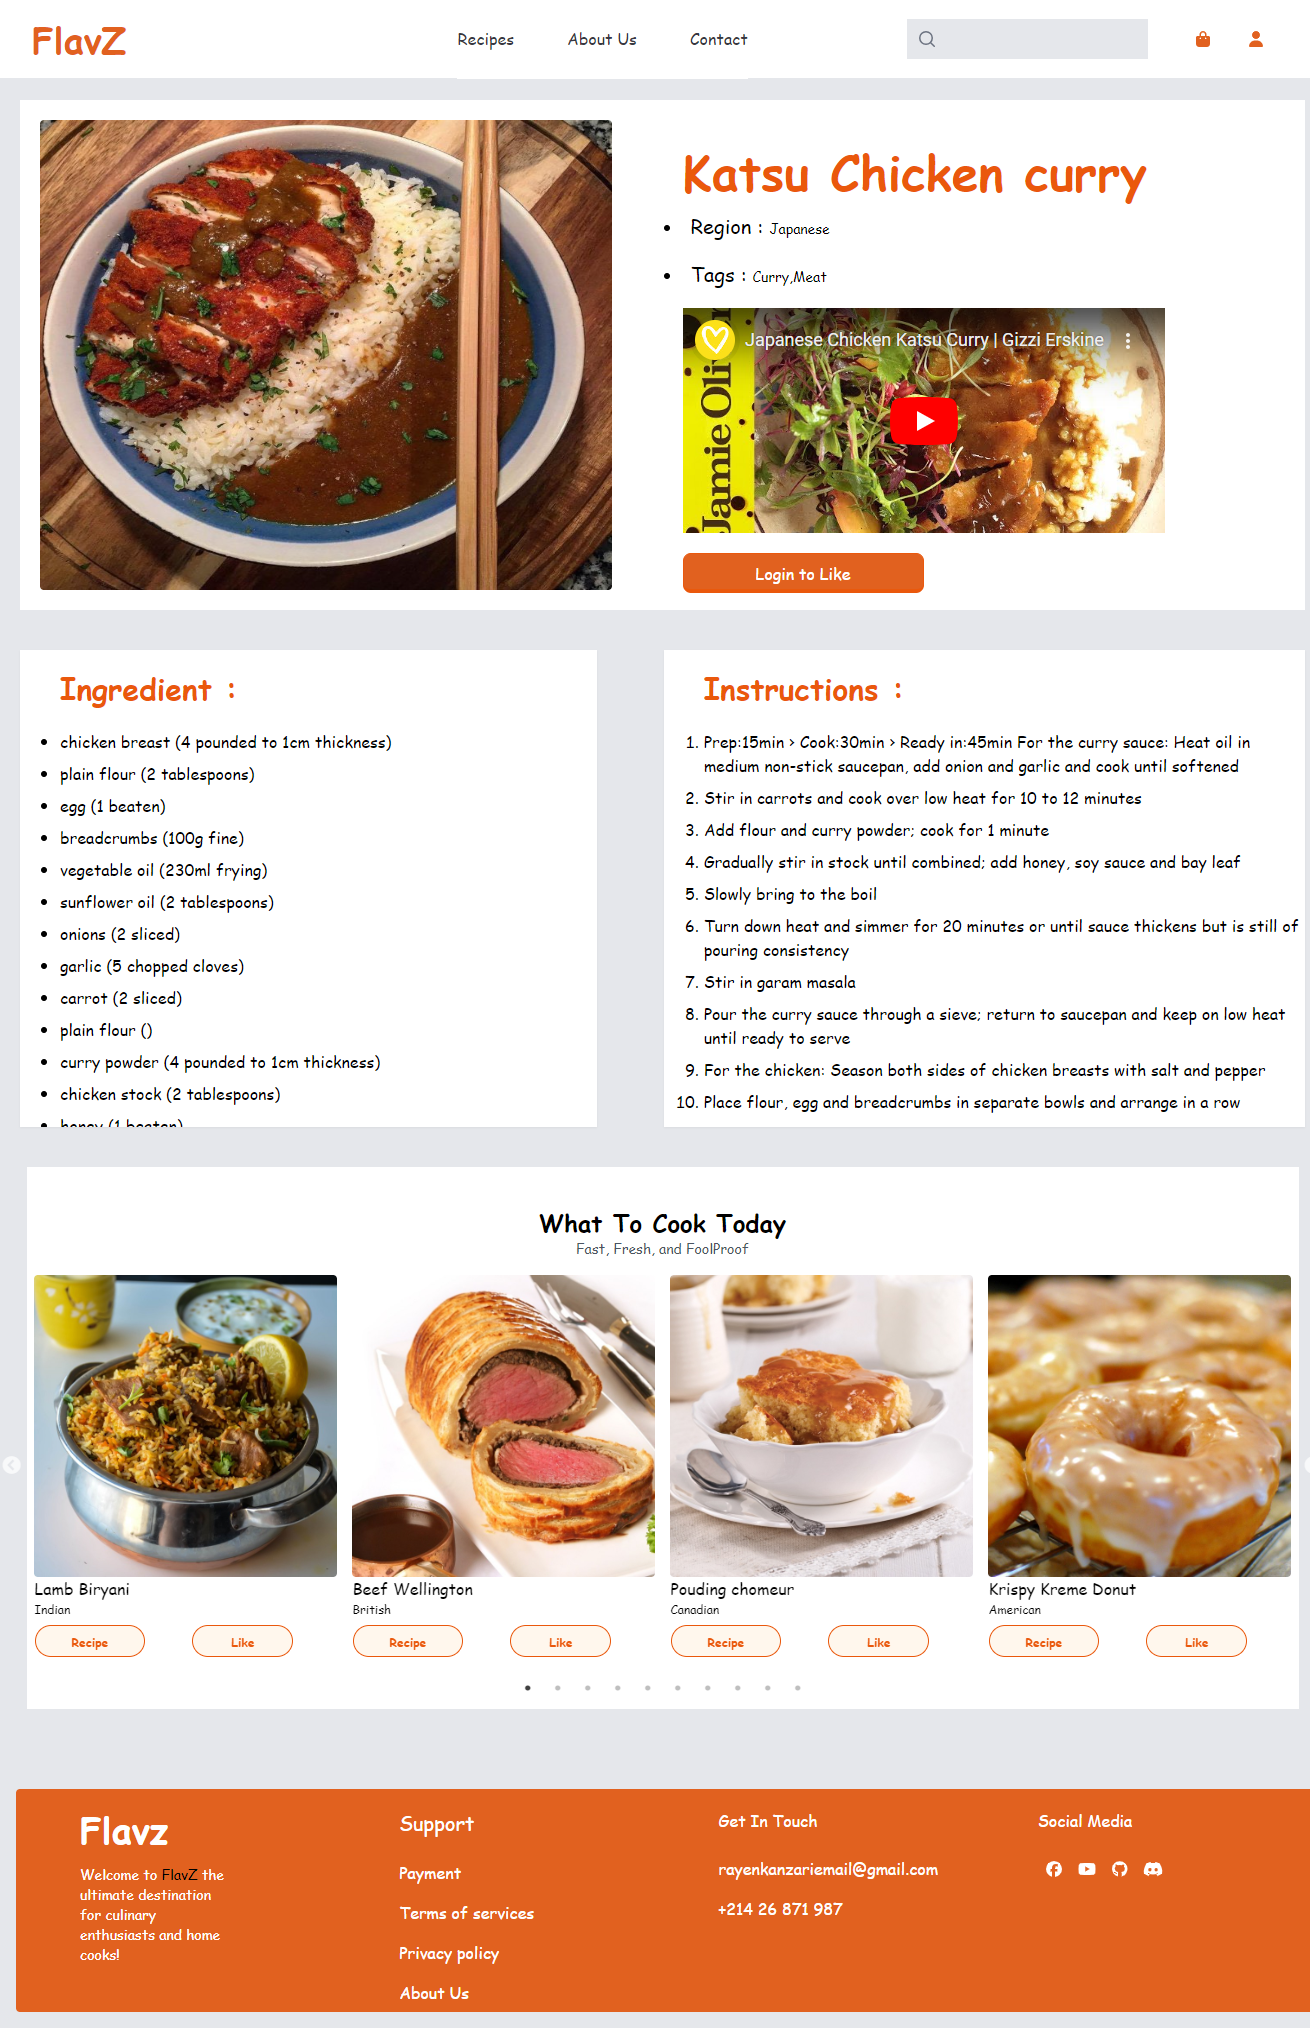 FlavZ
Recipes
About Us
Contact
Katsu Chicken curry
Region : Japanese
Tags : Curry,Meat
Japanese Chicken Katsu Curry | Gizzi Erskine
Login to Like
Ingredient :
chicken breast (4 pounded to 1cm thickness)
plain flour (2 tablespoons)
egg (1 beaten)
breadcrumbs (100g fine)
vegetable oil (230ml frying)
sunflower oil (2 tablespoons)
onions (2 sliced)
garlic (5 chopped cloves)
carrot (2 sliced)
plain flour ()
curry powder (4 pounded to 1cm thickness)
chicken stock (2 tablespoons)
honey (1 beaten)
Instructions :
1. Prep:15min > Cook:30min > Ready in:45min For the curry sauce: Heat oil in
medium non-stick saucepan, add onion and garlic and cook until softened
2. Stir in carrots and cook over low heat for 10 to 12 minutes
3. Add flour and curry powder; cook for 1 minute
4. Gradually stir in stock until combined; add honey, soy sauce and bay leaf
5. Slowly bring to the boil
6. Turn down heat and simmer for 20 minutes or until sauce thickens but is still of
pouring consistency
7. Stir in garam masala
8. Pour the curry sauce through a sieve; return to saucepan and keep on low heat
until ready to serve
9. For the chicken: Season both sides of chicken breasts with salt and pepper
10. Place flour, egg and breadcrumbs in separate bowls and arrange in a row
What To Cook Today
Fast, Fresh, and FoolProof
Lamb Biryani
Indian
Recipe
Like
Beef Wellington
British
Recipe
Like
Pouding chomeur
Canadian
Recipe
Like
Krispy Kreme Donut
American
Recipe
Like
Flavz
Welcome to FlavZ the
ultimate destination
for culinary
enthusiasts and home
cooks!
Support
Payment
Terms of services
Privacy policy
About Us
Get In Touch
rayenkanzariemail@gmail.com
+214 26 871 987
Social Media